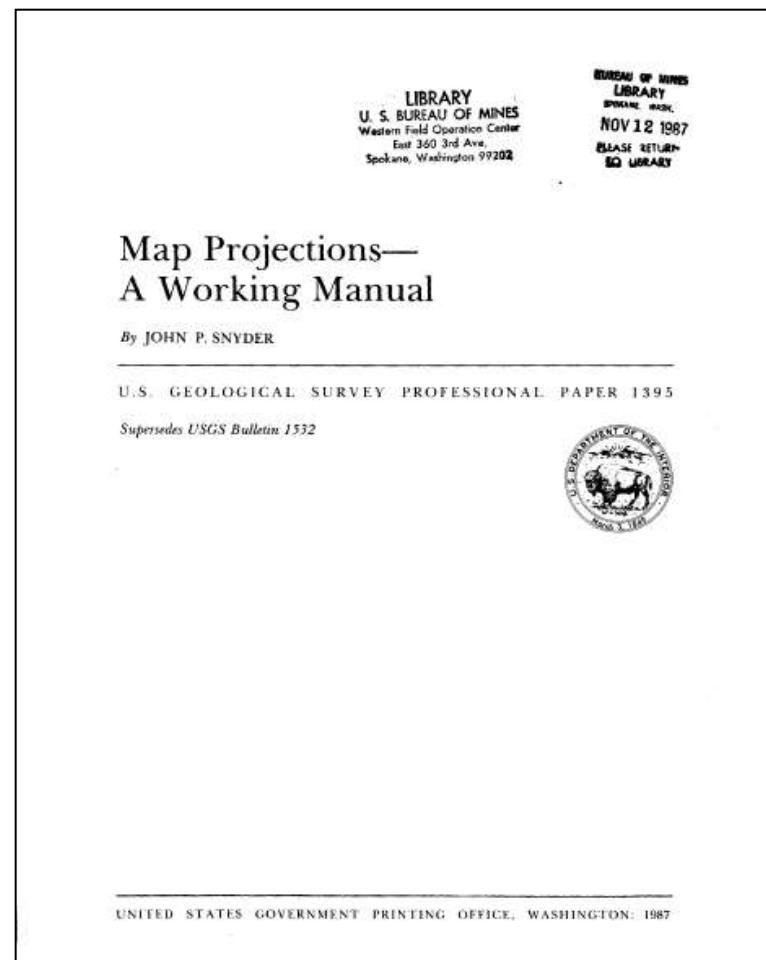 LIBRARY
U. S. BUREAU OF MINES
Western Field Operation Center
East 360 3rd Ave,
Spokane, Washington 99202
BUREAU OF MINES
LIBRARY
SPOKANE WASH.
NOV 12 1987
PLEASE RETURN
TO LIBRARY
Map Projections—
A Working Manual
By JOHN P. SNYDER
U.S. GEOLOGICAL SURVEY PROFESSIONAL PAPER 1395
Supersedes USGS Bulletin 1532
U.S. DEPARTMENT OF THE INTERIOR
March 3, 1849
UNITED STATES GOVERNMENT PRINTING OFFICE, WASHINGTON: 1987